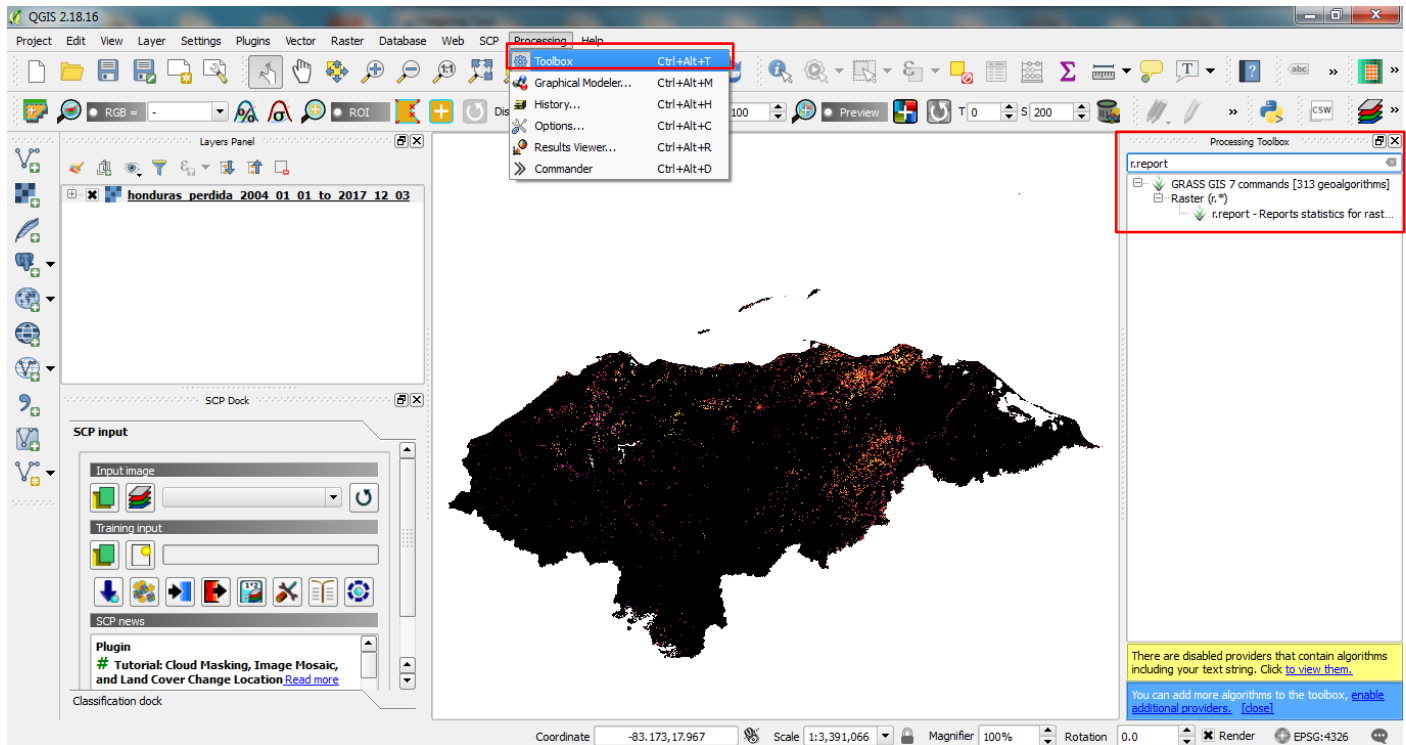 QGIS 2.18.16
Project Edit View Layer Settings Plugins Vector Raster Database Web SCP Processing Help
Toolbox Ctrl+Alt+T
Graphical Modeler... Ctrl+Alt+M
History... Ctrl+Alt+H
Options... Ctrl+Alt+C
Results Viewer... Ctrl+Alt+R
Commander Ctrl+Alt+D
abc »
RGB = - ROI Dis 100 Preview T 0 S 200 » CSW »
Layers Panel
honduras_perdida_2004_01_01_to_2017_12_03
SCP Dock
SCP input
Input image
Training input
SCP news
Plugin
# Tutorial: Cloud Masking, Image Mosaic,
and Land Cover Change Location Read more
Classification dock
Processing Toolbox
r.report
GRASS GIS 7 commands [313 geoalgorithms]
Raster (r.*)
r.report - Reports statistics for rast...
There are disabled providers that contain algorithms
including your text string. Click to view them.
You can add more algorithms to the toolbox, enable
additional providers. [close]
Coordinate -83.173,17.967 Scale 1:3,391,066 Magnifier 100% Rotation 0.0 Render EPSG:4326